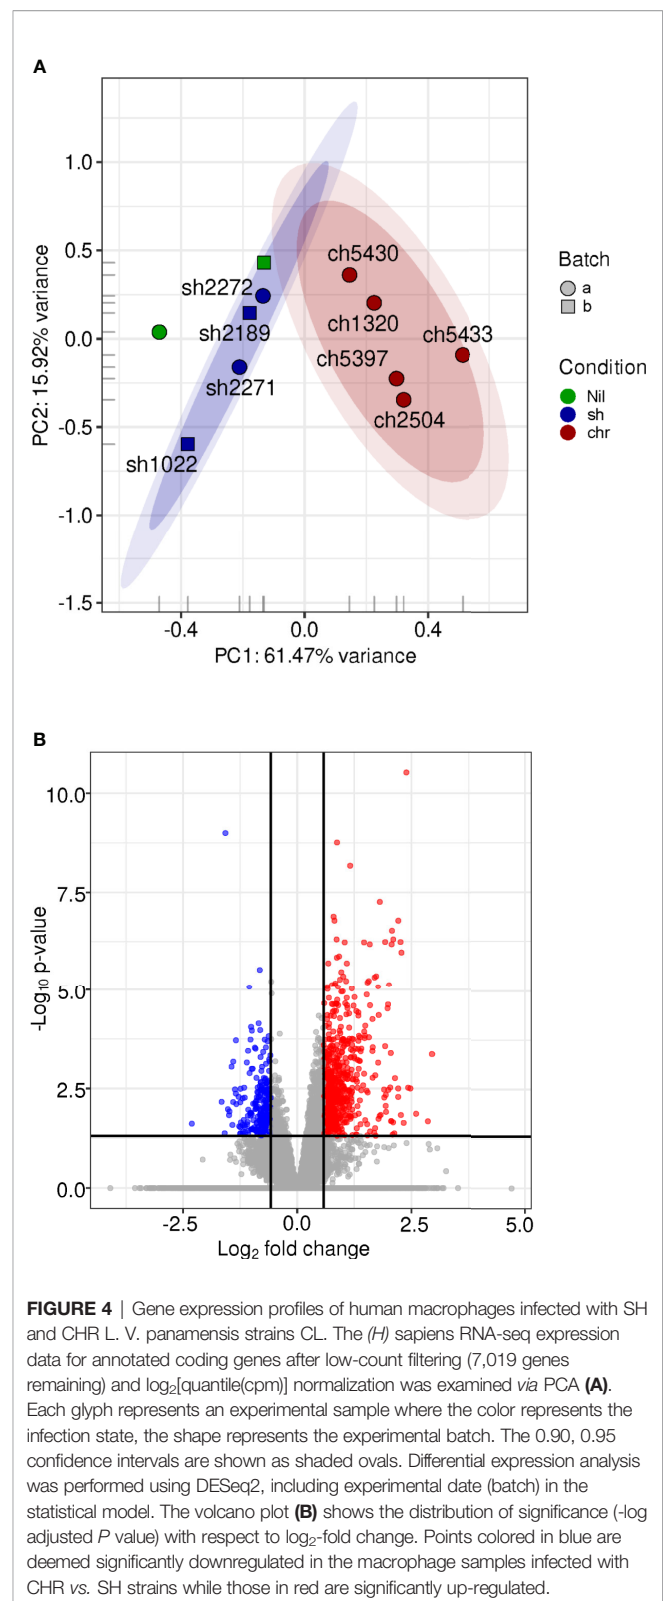 A
1.0
0.5
0.0
-0.5
-1.0
-1.5
PC2: 15.92% variance
sh2272
sh2189
sh2271
sh1022
ch5430
ch1320
ch5433
ch5397
ch2504
-0.4 0.0 0.4
PC1: 61.47% variance
Batch
a
b
Condition
Nil
sh
chr
B
10.0
7.5
5.0
2.5
0.0
-Log10 p-value
-2.5 0.0 2.5 5.0
Log2 fold change
FIGURE 4 | Gene expression profiles of human macrophages infected with SH
and CHR L. V. panamensis strains CL. The (H) sapiens RNA-seq expression
data for annotated coding genes after low-count filtering (7,019 genes
remaining) and log2[quantile(cpm)] normalization was examined via PCA (A).
Each glyph represents an experimental sample where the color represents the
infection state, the shape represents the experimental batch. The 0.90, 0.95
confidence intervals are shown as shaded ovals. Differential expression analysis
was performed using DESeq2, including experimental date (batch) in the
statistical model. The volcano plot (B) shows the distribution of significance (-log
adjusted P value) with respect to log2-fold change. Points colored in blue are
deemed significantly downregulated in the macrophage samples infected with
CHR vs. SH strains while those in red are significantly up-regulated.